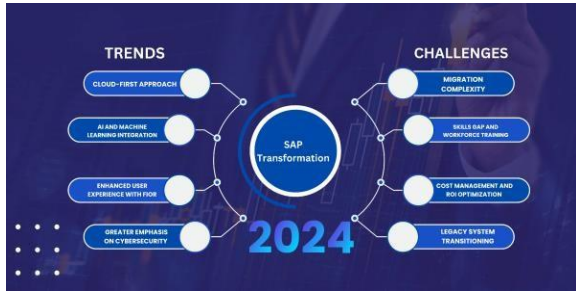 TRENDS
CLOUD-FIRST APPROACH
AI AND MACHINE
LEARNING INTEGRATION
ENHANCED USER
EXPERIENCE WITH FIOR
GREATER EMPHASIS
ON CYBERSECURITY
SAP
Transformation
2024
CHALLENGES
MIGRATION
COMPLEXITY
SKILLS GAP AND
WORKFORCE TRAINING
COST MANAGEMENT AND
ROI OPTIMIZATION
LEGACY SYSTEM
TRANSITIONING